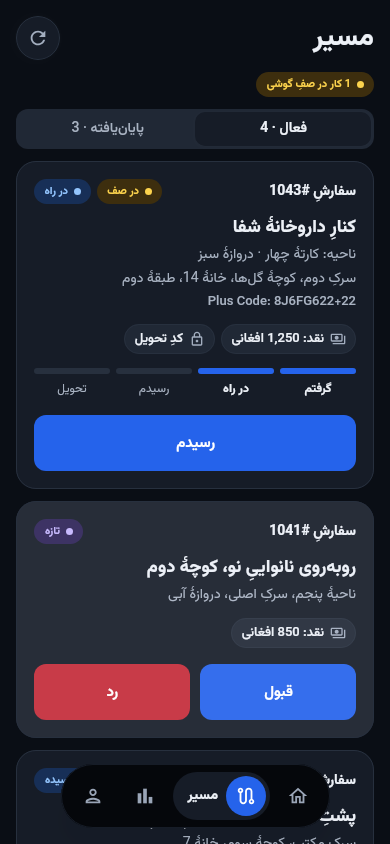 مسیر
1 کار در صفِ گوشی
فعال · 4
پایان‌یافته · 3
سفارشِ #1043
در صف
در راه
کنارِ داروخانهٔ شفا
ناحیه: کارتهٔ چهار · دروازهٔ سبز
سرکِ دوم، کوچهٔ گل‌ها، خانهٔ 14، طبقهٔ دوم
Plus Code: 8J6FG622+22
نقد: 1,250 افغانی
کدِ تحویل
گرفتم
در راه
رسیدم
تحویل
رسیدم
سفارشِ #1041
تازه
روبه‌روی نانواییِ نو، کوچهٔ دوم
ناحیهٔ پنجم، سرکِ اصلی، دروازهٔ آبی
نقد: 850 افغانی
قبول
رد
مسیر